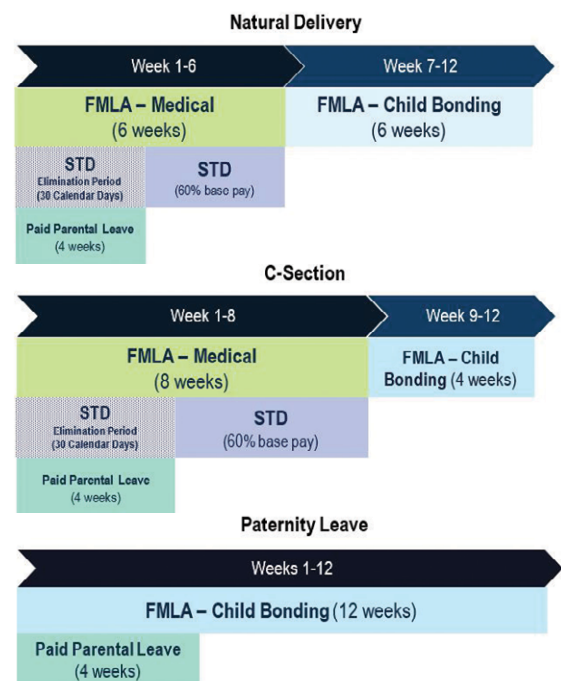 Natural Delivery
Week 1-6
Week 7-12
FMLA – Medical
(6 weeks)
FMLA – Child Bonding
(6 weeks)
STD
Elimination Period
(30 Calendar Days)
STD
(60% base pay)
Paid Parental Leave
(4 weeks)
C-Section
Week 1-8
Week 9-12
FMLA – Medical
(8 weeks)
FMLA – Child
Bonding (4 weeks)
STD
Elimination Period
(30 Calendar Days)
STD
(60% base pay)
Paid Parental Leave
(4 weeks)
Paternity Leave
Weeks 1-12
FMLA – Child Bonding (12 weeks)
Paid Parental Leave
(4 weeks)